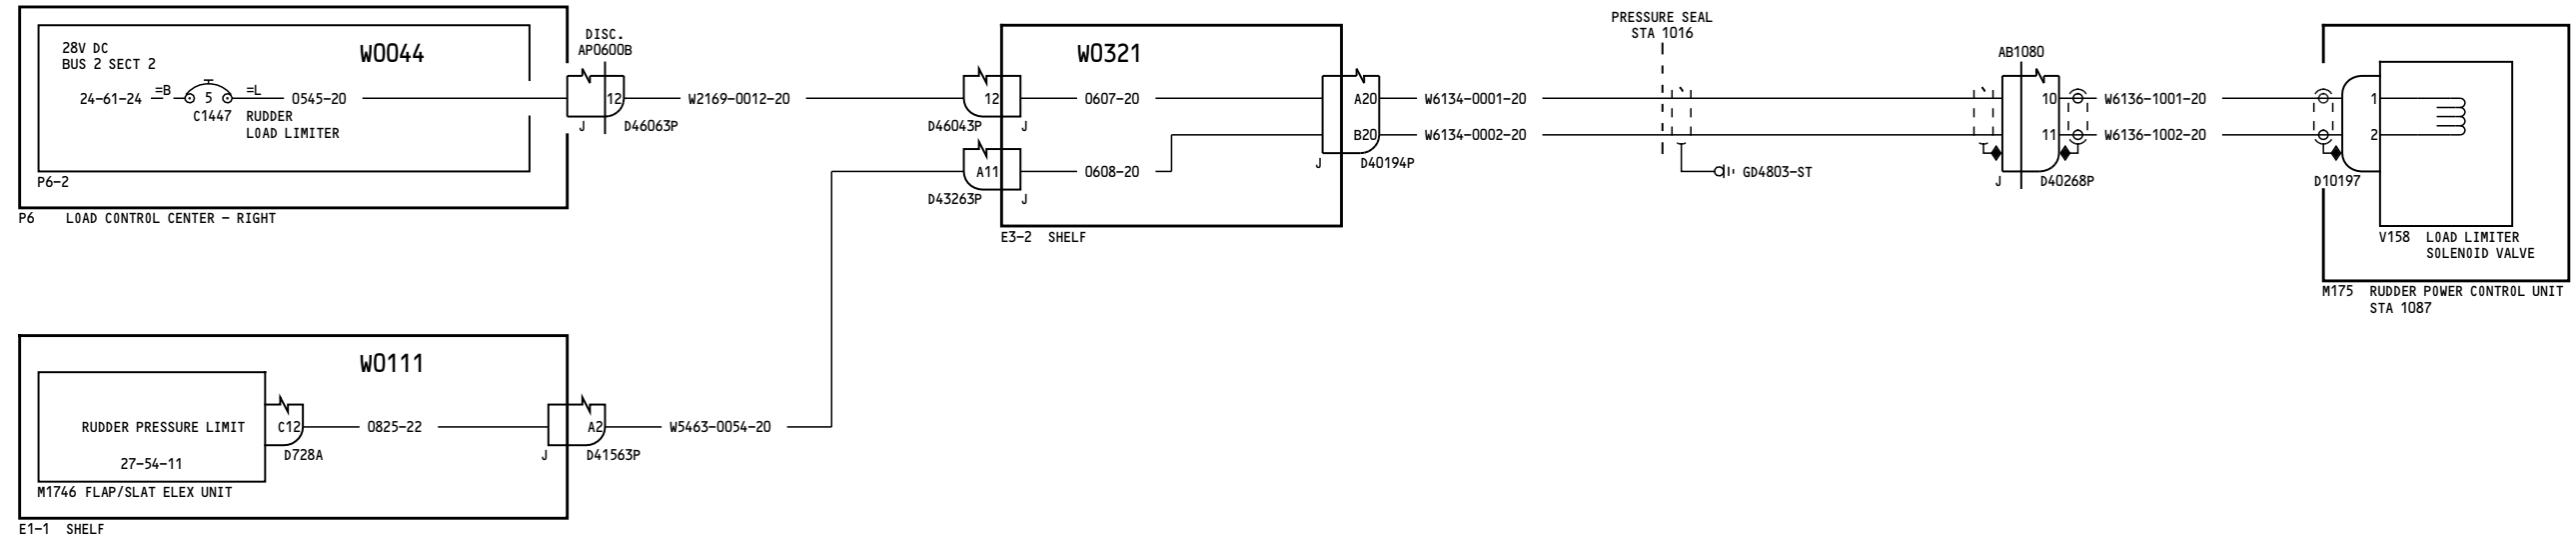 28V DC
BUS 2 SECT 2
W0044
24-61-24
=B
5
=L
0545-20
C1447
RUDDER
LOAD LIMITER
P6-2
P6 LOAD CONTROL CENTER - RIGHT
DISC.
AP0600B
12
J
D46063P
W2169-0012-20
W0321
12
D46043P
J
0607-20
A11
D43263P
J
0608-20
E3-2 SHELF
A20
B20
J
D40194P
W6134-0001-20
W6134-0002-20
PRESSURE SEAL
STA 1016
GD4803-ST
AB1080
10
11
J
D40268P
W6136-1001-20
W6136-1002-20
1
2
D10197
V158 LOAD LIMITER
SOLENOID VALVE
M175 RUDDER POWER CONTROL UNIT
STA 1087
W0111
RUDDER PRESSURE LIMIT
27-54-11
C12
D728A
0825-22
M1746 FLAP/SLAT ELEX UNIT
E1-1 SHELF
A2
J
D41563P
W5463-0054-20